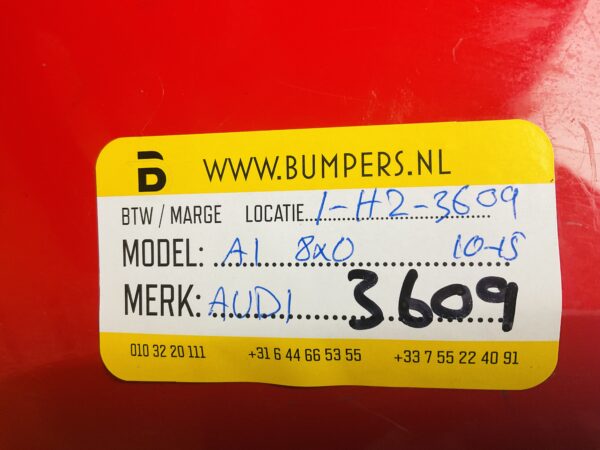 B WWW.BUMPERS.NL
BTW / MARGE LOCATIE 1-H2-3609
MODEL: A1 8X0 10-15
MERK: AUDI 3609
010 32 20 111 +31 6 44 66 53 55 +33 7 55 22 40 91